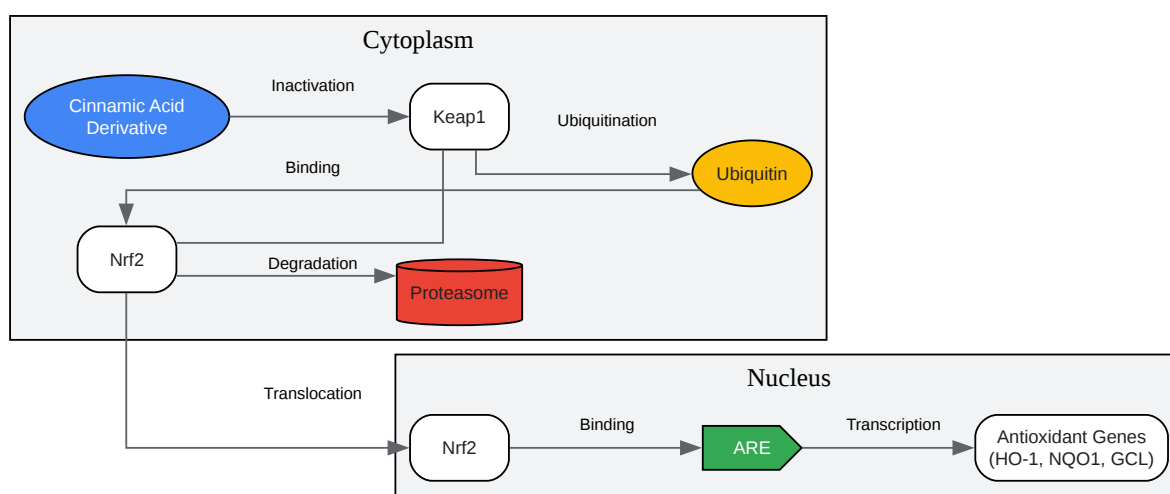 Cytoplasm
Inactivation
Cinnamic Acid
Derivative
Keap1
Ubiquitination
Binding
Ubiquitin
Nrf2
Degradation
Proteasome
Nucleus
Translocation
Nrf2
Binding
ARE
Transcription
Antioxidant Genes
(HO-1, NQO1, GCL)